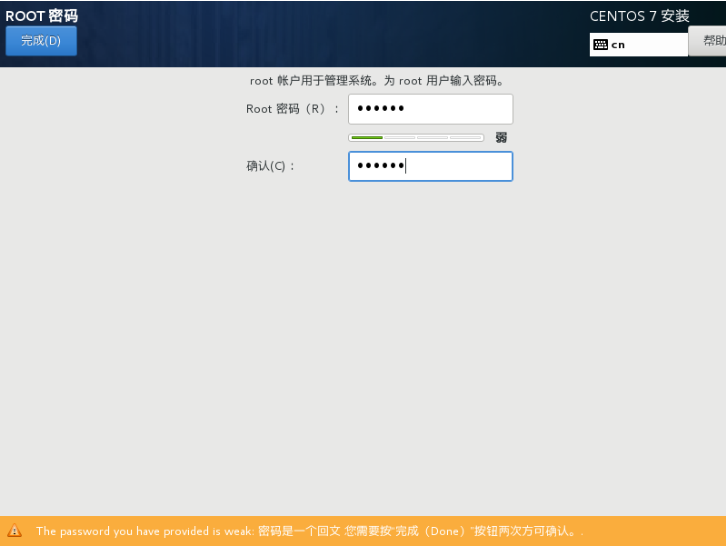 ROOT 密码
CENTOS 7 安装
完成(D)
cn
帮助
root 帐户用于管理系统。为 root 用户输入密码。
Root 密码（R）：
••••••
弱
确认(C)：
••••••
The password you have provided is weak: 密码是一个回文 您需要按“完成（Done）”按钮两次方可确认。.